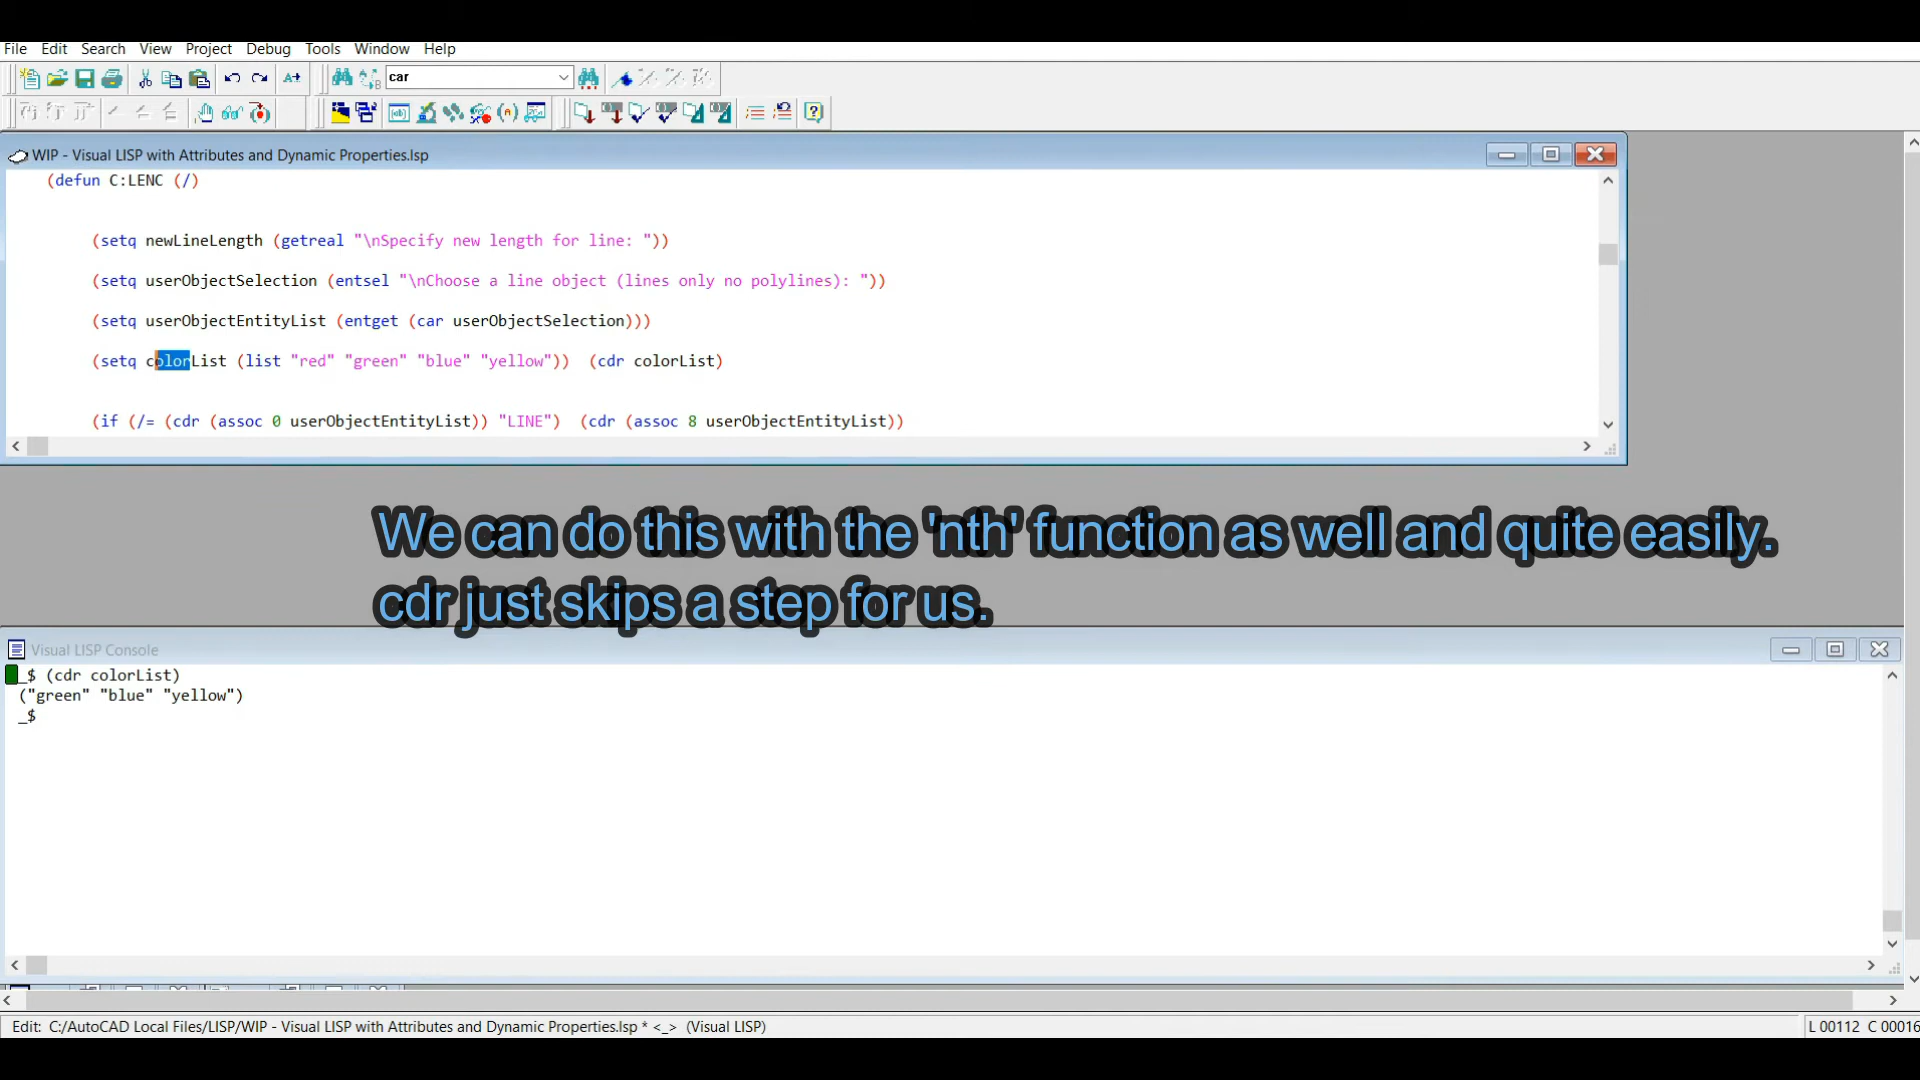 File Edit Search View Project Debug Tools Window Help
car
WIP - Visual LISP with Attributes and Dynamic Properties.lsp
(defun C:LENC (/)
(setq newLineLength (getreal "\nSpecify new length for line: "))
(setq userObjectSelection (entsel "\nChoose a line object (lines only no polylines): "))
(setq userObjectEntityList (entget (car userObjectSelection)))
(setq colorList (list "red" "green" "blue" "yellow")) (cdr colorList)
(if (/= (cdr (assoc 0 userObjectEntityList)) "LINE") (cdr (assoc 8 userObjectEntityList))
We can do this with the 'nth' function as well and quite easily.
cdr just skips a step for us.
Visual LISP Console
_$ (cdr colorList)
("green" "blue" "yellow")
_$
Edit: C:/AutoCAD Local Files/LISP/WIP - Visual LISP with Attributes and Dynamic Properties.lsp * <_> (Visual LISP)
L 00112 C 00016